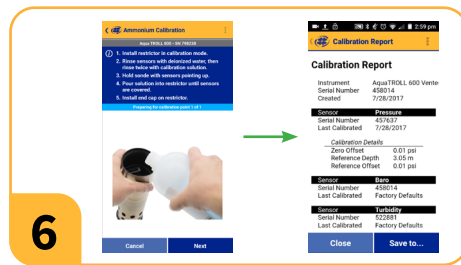 Ammonium Calibration
Aqua TROLL 600 - SN 798238
1. Install restrictor in calibration mode.
2. Rinse sensors with deionized water, then
rinse twice with calibration solution.
3. Hold sonde with sensors pointing up.
4. Pour solution into restrictor until sensors
are covered.
5. Install end cap on restrictor.
Preparing for calibration point 1 of 1
Cancel Next
2:59 pm
Calibration Report
Calibration Report
Instrument AquaTROLL 600 Vente
Serial Number 458014
Created 7/28/2017
Sensor Pressure
Serial Number 457637
Last Calibrated 7/28/2017
Calibration Details
Zero Offset 0.01 psi
Reference Depth 3.05 m
Reference Offset 0.01 psi
Sensor Baro
Serial Number 458014
Last Calibrated Factory Defaults
Sensor Turbidity
Serial Number 522881
Last Calibrated Factory Defaults
Close Save to...
6